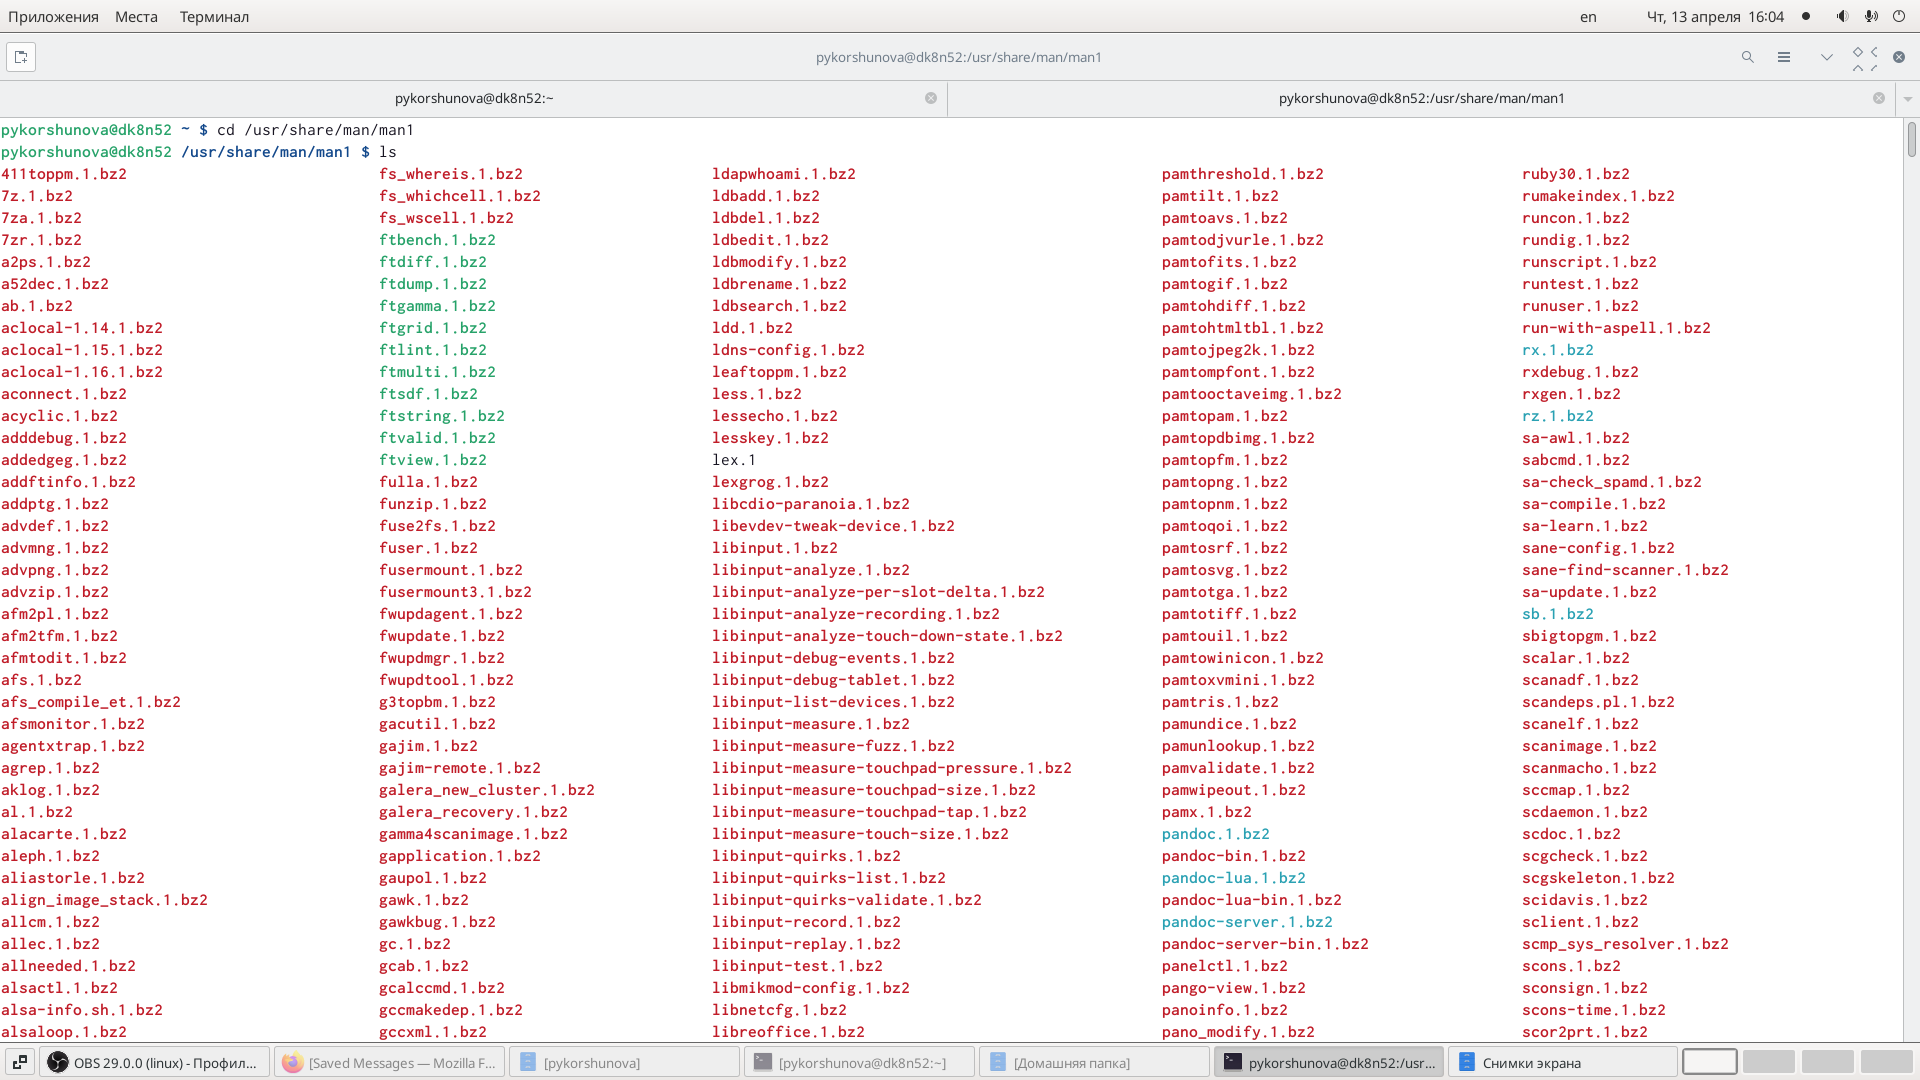 Приложения Места Терминал en Чт, 13 апреля 16:04
pykorshunova@dk8n52:/usr/share/man/man1
pykorshunova@dk8n52:~ pykorshunova@dk8n52:/usr/share/man/man1
pykorshunova@dk8n52 ~ $ cd /usr/share/man/man1
pykorshunova@dk8n52 /usr/share/man/man1 $ ls
411toppm.1.bz2 fs_whereis.1.bz2 ldapwhoami.1.bz2 pamthreshold.1.bz2 ruby30.1.bz2
7z.1.bz2 fs_whichcell.1.bz2 ldbadd.1.bz2 pamtilt.1.bz2 rumakeindex.1.bz2
7za.1.bz2 fs_wscell.1.bz2 ldbdel.1.bz2 pamtoavs.1.bz2 runcon.1.bz2
7zr.1.bz2 ftbench.1.bz2 ldbedit.1.bz2 pamtodjvurle.1.bz2 rundig.1.bz2
a2ps.1.bz2 ftdiff.1.bz2 ldbmodify.1.bz2 pamtofits.1.bz2 runscript.1.bz2
a52dec.1.bz2 ftdump.1.bz2 ldbrename.1.bz2 pamtogif.1.bz2 runtest.1.bz2
ab.1.bz2 ftgamma.1.bz2 ldbsearch.1.bz2 pamtohdiff.1.bz2 runuser.1.bz2
aclocal-1.14.1.bz2 ftgrid.1.bz2 ldd.1.bz2 pamtohtmltbl.1.bz2 run-with-aspell.1.bz2
aclocal-1.15.1.bz2 ftlint.1.bz2 ldns-config.1.bz2 pamtojpeg2k.1.bz2 rx.1.bz2
aclocal-1.16.1.bz2 ftmulti.1.bz2 leaftoppm.1.bz2 pamtompfont.1.bz2 rxdebug.1.bz2
aconnect.1.bz2 ftsdf.1.bz2 less.1.bz2 pamtooctaveimg.1.bz2 rxgen.1.bz2
acyclic.1.bz2 ftstring.1.bz2 lessecho.1.bz2 pamtopam.1.bz2 rz.1.bz2
adddebug.1.bz2 ftvalid.1.bz2 lesskey.1.bz2 pamtopdbimg.1.bz2 sa-awl.1.bz2
addedgeg.1.bz2 ftview.1.bz2 lex.1 pamtopfm.1.bz2 sabcmd.1.bz2
addftinfo.1.bz2 fulla.1.bz2 lexgrog.1.bz2 pamtopng.1.bz2 sa-check_spamd.1.bz2
addptg.1.bz2 funzip.1.bz2 libcdio-paranoia.1.bz2 pamtopnm.1.bz2 sa-compile.1.bz2
advdef.1.bz2 fuse2fs.1.bz2 libevdev-tweak-device.1.bz2 pamtoqoi.1.bz2 sa-learn.1.bz2
advmng.1.bz2 fuser.1.bz2 libinput.1.bz2 pamtosrf.1.bz2 sane-config.1.bz2
advpng.1.bz2 fusermount.1.bz2 libinput-analyze.1.bz2 pamtosvg.1.bz2 sane-find-scanner.1.bz2
advzip.1.bz2 fusermount3.1.bz2 libinput-analyze-per-slot-delta.1.bz2 pamtotga.1.bz2 sa-update.1.bz2
afm2pl.1.bz2 fwupdagent.1.bz2 libinput-analyze-recording.1.bz2 pamtotiff.1.bz2 sb.1.bz2
afm2tfm.1.bz2 fwupdate.1.bz2 libinput-analyze-touch-down-state.1.bz2 pamtouil.1.bz2 sbigtopgm.1.bz2
afmtodit.1.bz2 fwupdmgr.1.bz2 libinput-debug-events.1.bz2 pamtowinicon.1.bz2 scalar.1.bz2
afs.1.bz2 fwupdtool.1.bz2 libinput-debug-tablet.1.bz2 pamtoxvmini.1.bz2 scanadf.1.bz2
afs_compile_et.1.bz2 g3topbm.1.bz2 libinput-list-devices.1.bz2 pamtris.1.bz2 scandeps.pl.1.bz2
afsmonitor.1.bz2 gacutil.1.bz2 libinput-measure.1.bz2 pamundice.1.bz2 scanelf.1.bz2
agentxtrap.1.bz2 gajim.1.bz2 libinput-measure-fuzz.1.bz2 pamunlookup.1.bz2 scanimage.1.bz2
agrep.1.bz2 gajim-remote.1.bz2 libinput-measure-touchpad-pressure.1.bz2 pamvalidate.1.bz2 scanmacho.1.bz2
aklog.1.bz2 galera_new_cluster.1.bz2 libinput-measure-touchpad-size.1.bz2 pamwipeout.1.bz2 sccmap.1.bz2
al.1.bz2 galera_recovery.1.bz2 libinput-measure-touchpad-tap.1.bz2 pamx.1.bz2 scdaemon.1.bz2
alacarte.1.bz2 gamma4scanimage.1.bz2 libinput-measure-touch-size.1.bz2 pandoc.1.bz2 scdoc.1.bz2
aleph.1.bz2 gapplication.1.bz2 libinput-quirks.1.bz2 pandoc-bin.1.bz2 scgcheck.1.bz2
aliastorle.1.bz2 gaupol.1.bz2 libinput-quirks-list.1.bz2 pandoc-lua.1.bz2 scgskeleton.1.bz2
align_image_stack.1.bz2 gawk.1.bz2 libinput-quirks-validate.1.bz2 pandoc-lua-bin.1.bz2 scidavis.1.bz2
allcm.1.bz2 gawkbug.1.bz2 libinput-record.1.bz2 pandoc-server.1.bz2 sclient.1.bz2
allec.1.bz2 gc.1.bz2 libinput-replay.1.bz2 pandoc-server-bin.1.bz2 scmp_sys_resolver.1.bz2
allneeded.1.bz2 gcab.1.bz2 libinput-test.1.bz2 panelctl.1.bz2 scons.1.bz2
alsactl.1.bz2 gcalccmd.1.bz2 libmikmod-config.1.bz2 pango-view.1.bz2 sconsign.1.bz2
alsa-info.sh.1.bz2 gccmakedep.1.bz2 libnetcfg.1.bz2 panoinfo.1.bz2 scons-time.1.bz2
alsaloop.1.bz2 gccxml.1.bz2 libreoffice.1.bz2 pano_modify.1.bz2 scor2prt.1.bz2
OBS 29.0.0 (linux) - Профил... [Saved Messages — Mozilla F... [pykorshunova] [pykorshunova@dk8n52:~] [Домашняя папка] pykorshunova@dk8n52:/usr... Снимки экрана